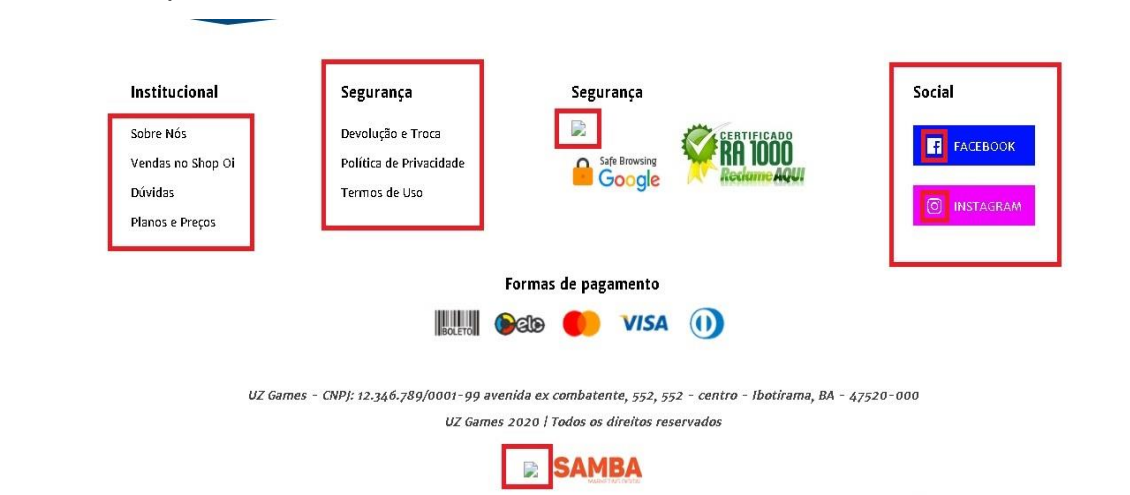 Institucional
Sobre Nós
Vendas no Shop Oi
Dúvidas
Planos e Preços
Segurança
Devolução e Troca
Política de Privacidade
Termos de Uso
Segurança
Safe Browsing
Google
CERTIFICADO
RA 1000
ReclameAQUI
Social
FACEBOOK
INSTAGRAM
Formas de pagamento
BOLETO
elo
VISA
UZ Games - CNPJ: 12.346.789/0001-99 avenida ex combatente, 552, 552 - centro - Ibotirama, BA - 47520-000
UZ Games 2020 | Todos os direitos reservados
SAMBA